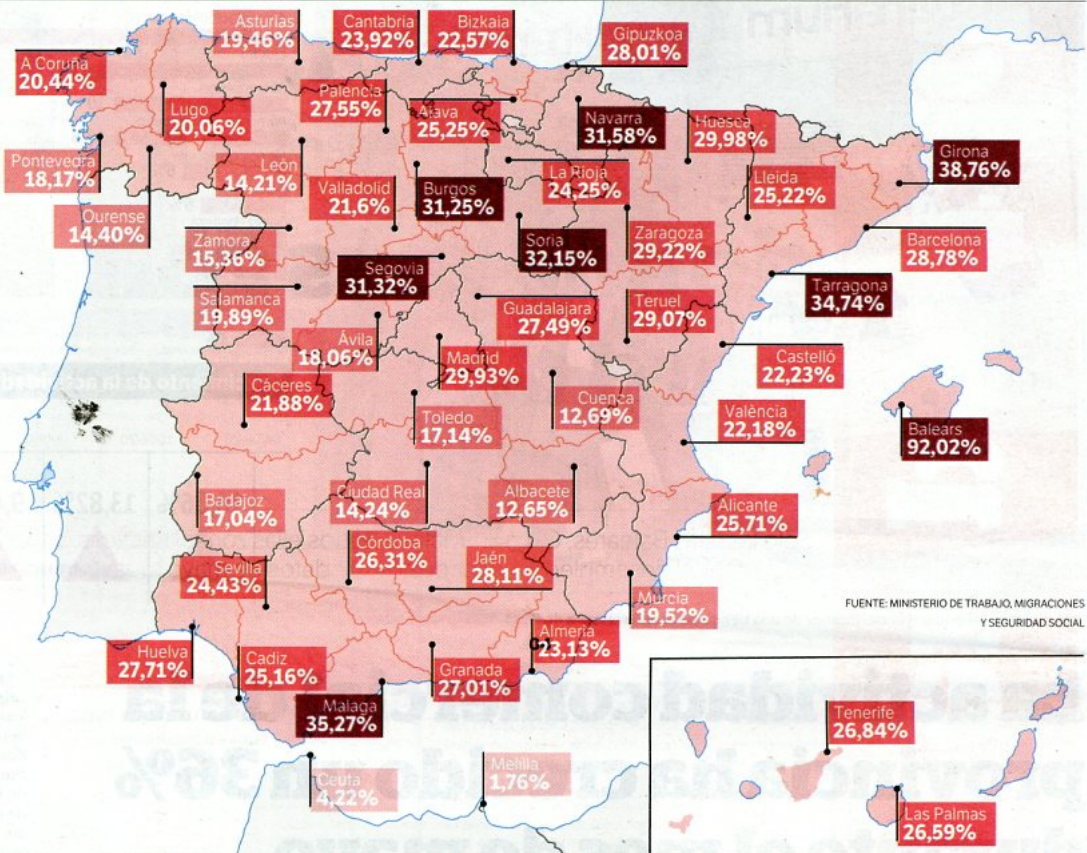 Asturias
19,46%
Cantabria
23,92%
Bizkaia
22,57%
Gipuzkoa
28,01%
A Coruña
20,44%
Lugo
20,06%
Palencia
27,55%
Álava
25,25%
Navarra
31,58%
Huesca
29,98%
Girona
38,76%
Pontevedra
18,17%
León
14,21%
Valladolid
21,6%
Burgos
31,25%
La Rioja
24,25%
Lleida
25,22%
Ourense
14,40%
Zamora
15,36%
Soria
32,15%
Zaragoza
29,22%
Barcelona
28,78%
Segovia
31,32%
Salamanca
19,89%
Guadalajara
27,49%
Teruel
29,07%
Tarragona
34,74%
Ávila
18,06%
Madrid
29,93%
Castelló
22,23%
Cáceres
21,88%
Cuenca
12,69%
Toledo
17,14%
València
22,18%
Balears
92,02%
Badajoz
17,04%
Ciudad Real
14,24%
Albacete
12,65%
Alicante
25,71%
Córdoba
26,31%
Jaén
28,11%
Sevilla
24,43%
Murcia
19,52%
FUENTE: MINISTERIO DE TRABAJO, MIGRACIONES
Y SEGURIDAD SOCIAL
Huelva
27,71%
Cadiz
25,16%
Granada
27,01%
Almería
23,13%
Malaga
35,27%
Ceuta
4,22%
Melilla
1,76%
Tenerife
26,84%
Las Palmas
26,59%